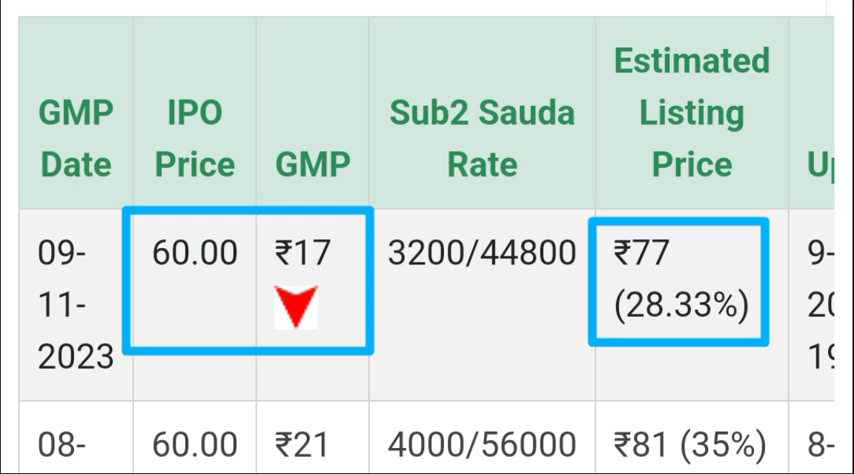 GMP Date
IPO Price
GMP
Sub2 Sauda Rate
Estimated Listing Price
09-11-2023
60.00
₹17
3200/44800
₹77 (28.33%)
9-
08-
60.00
₹21
4000/56000
₹81 (35%)
8-